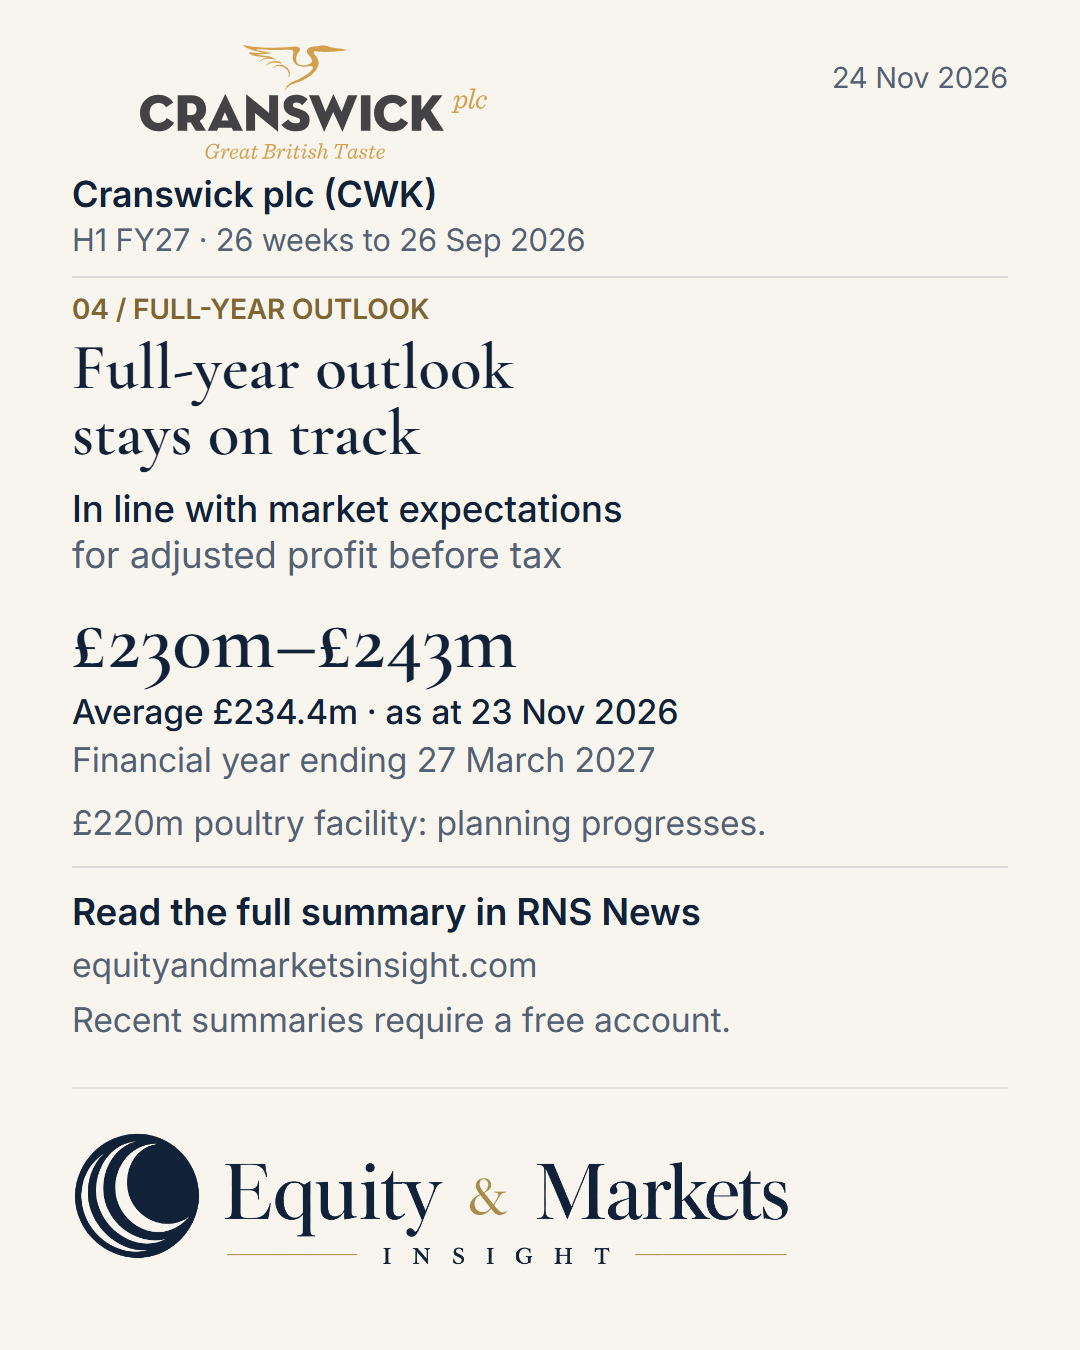 CRANSWICK plc
Great British Taste
24 Nov 2026
Cranswick plc (CWK)
H1 FY27 · 26 weeks to 26 Sep 2026
04 / FULL-YEAR OUTLOOK
Full-year outlook
stays on track
In line with market expectations
for adjusted profit before tax
£230m–£243m
Average £234.4m · as at 23 Nov 2026
Financial year ending 27 March 2027
£220m poultry facility: planning progresses.
Read the full summary in RNS News
equityandmarketsinsight.com
Recent summaries require a free account.
Equity & Markets
INSIGHT